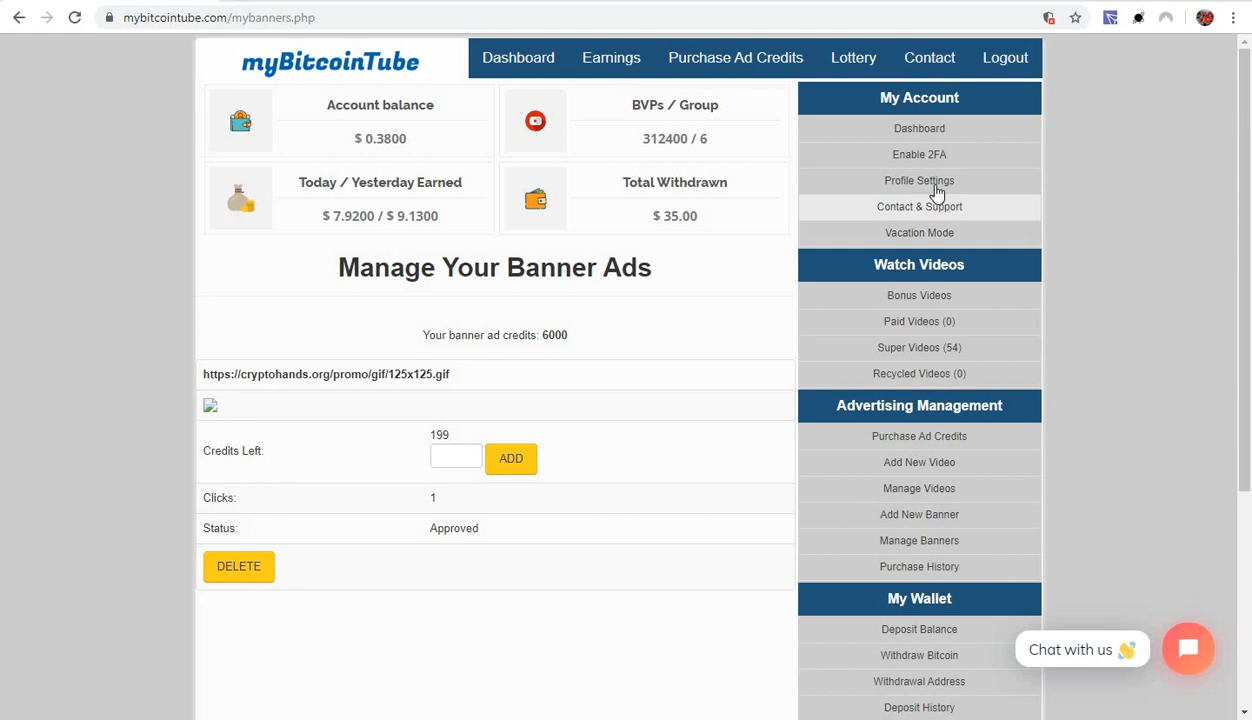 mybitcointube.com/mybanners.php
myBitcoinTube
Dashboard
Earnings
Purchase Ad Credits
Lottery
Contact
Logout
Account balance
$ 0.3800
BVPs / Group
312400 / 6
Today / Yesterday Earned
$ 7.9200 / $ 9.1300
Total Withdrawn
$ 35.00
Manage Your Banner Ads
Your banner ad credits: 6000
https://cryptohands.org/promo/gif/125x125.gif
Credits Left:
199
ADD
Clicks:
1
Status:
Approved
DELETE
My Account
Dashboard
Enable 2FA
Profile Settings
Contact & Support
Vacation Mode
Watch Videos
Bonus Videos
Paid Videos (0)
Super Videos (54)
Recycled Videos (0)
Advertising Management
Purchase Ad Credits
Add New Video
Manage Videos
Add New Banner
Manage Banners
Purchase History
My Wallet
Deposit Balance
Withdraw Bitcoin
Withdrawal Address
Deposit History
Chat with us 👋